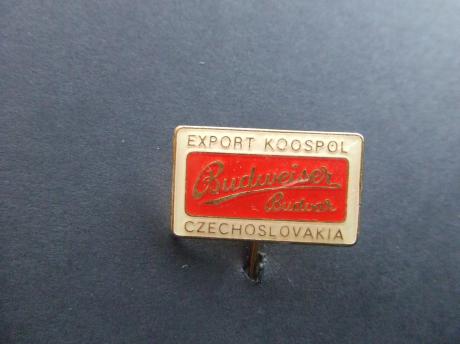 EXPORT KOOSPOL
Budweiser
Budvar
CZECHOSLOVAKIA